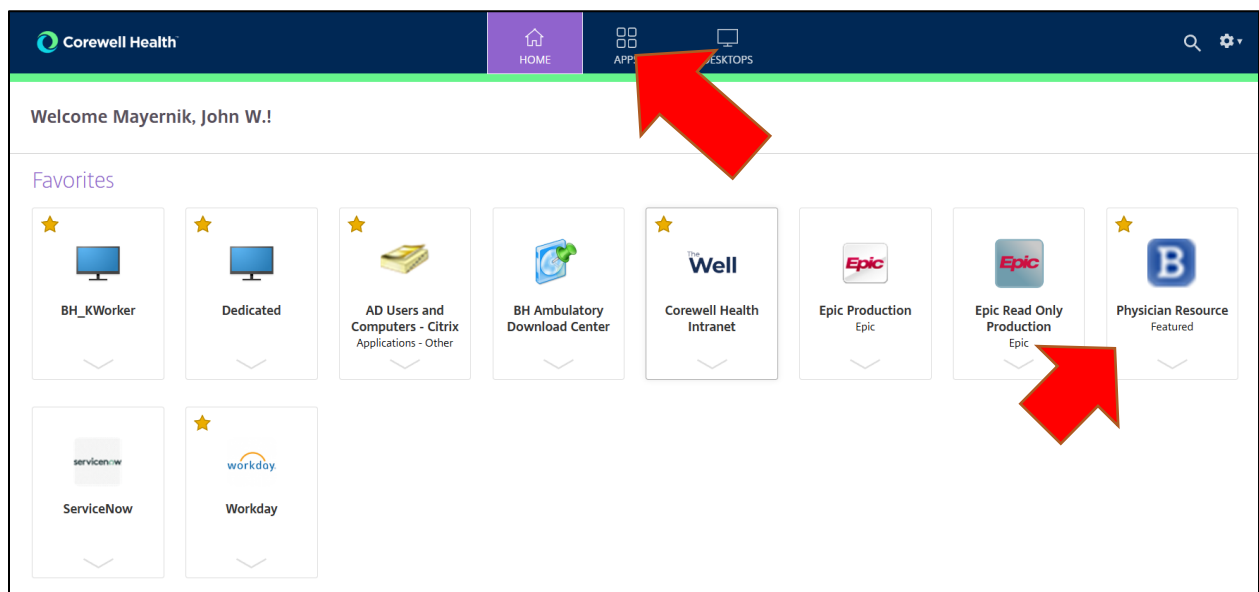 Corewell Health
HOME
APPS
DESKTOPS
Welcome Mayernik, John W.!
Favorites
BH_KWorker
Dedicated
AD Users and
Computers - Citrix
Applications - Other
BH Ambulatory
Download Center
The
Well
Corewell Health
Intranet
Epic
Epic Production
Epic
Epic
Epic Read Only
Production
Epic
B
Physician Resource
Featured
servicenow
ServiceNow
workday.
Workday